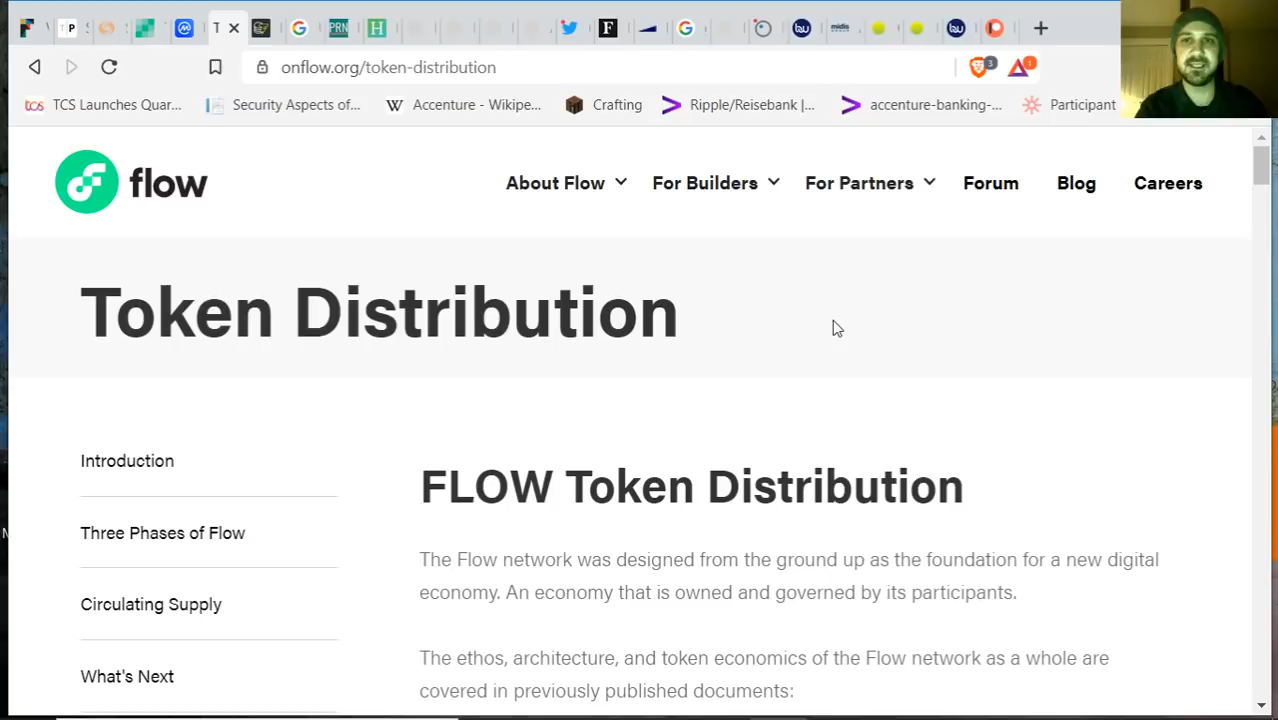 onflow.org/token-distribution
3
1
TCS Launches Quar...
Security Aspects of...
Accenture - Wikipe...
Crafting
Ripple/Reisebank |...
accenture-banking-...
Participant
flow
About Flow
For Builders
For Partners
Forum
Blog
Careers
Token Distribution
Introduction
Three Phases of Flow
Circulating Supply
What's Next
FLOW Token Distribution
The Flow network was designed from the ground up as the foundation for a new digital
economy. An economy that is owned and governed by its participants.
The ethos, architecture, and token economics of the Flow network as a whole are
covered in previously published documents: